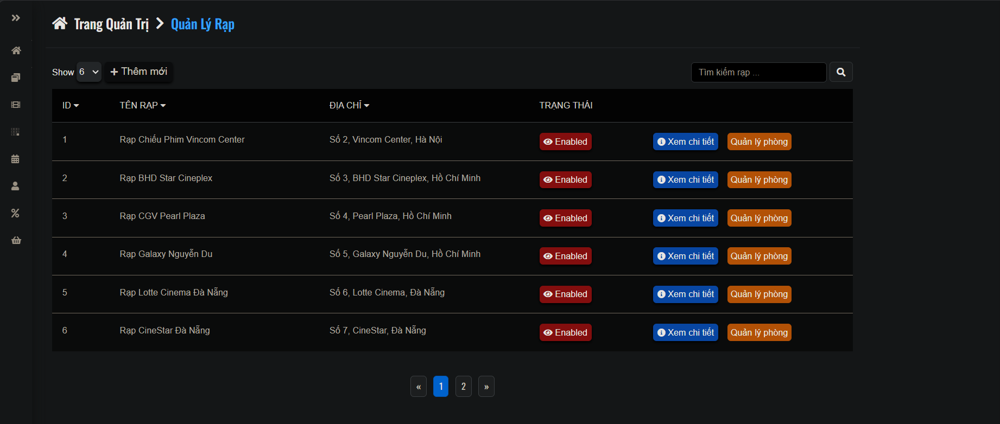 Trang Quản Trị Quản Lý Rạp
Show 6 Thêm mới Tìm kiếm rạp ...
ID TÊN RẠP ĐỊA CHỈ TRẠNG THÁI
1 Rạp Chiếu Phim Vincom Center Số 2, Vincom Center, Hà Nội Enabled Xem chi tiết Quản lý phòng
2 Rạp BHD Star Cineplex Số 3, BHD Star Cineplex, Hồ Chí Minh Enabled Xem chi tiết Quản lý phòng
3 Rạp CGV Pearl Plaza Số 4, Pearl Plaza, Hồ Chí Minh Enabled Xem chi tiết Quản lý phòng
4 Rạp Galaxy Nguyễn Du Số 5, Galaxy Nguyễn Du, Hồ Chí Minh Enabled Xem chi tiết Quản lý phòng
5 Rạp Lotte Cinema Đà Nẵng Số 6, Lotte Cinema, Đà Nẵng Enabled Xem chi tiết Quản lý phòng
6 Rạp CineStar Đà Nẵng Số 7, CineStar, Đà Nẵng Enabled Xem chi tiết Quản lý phòng
« 1 2 »